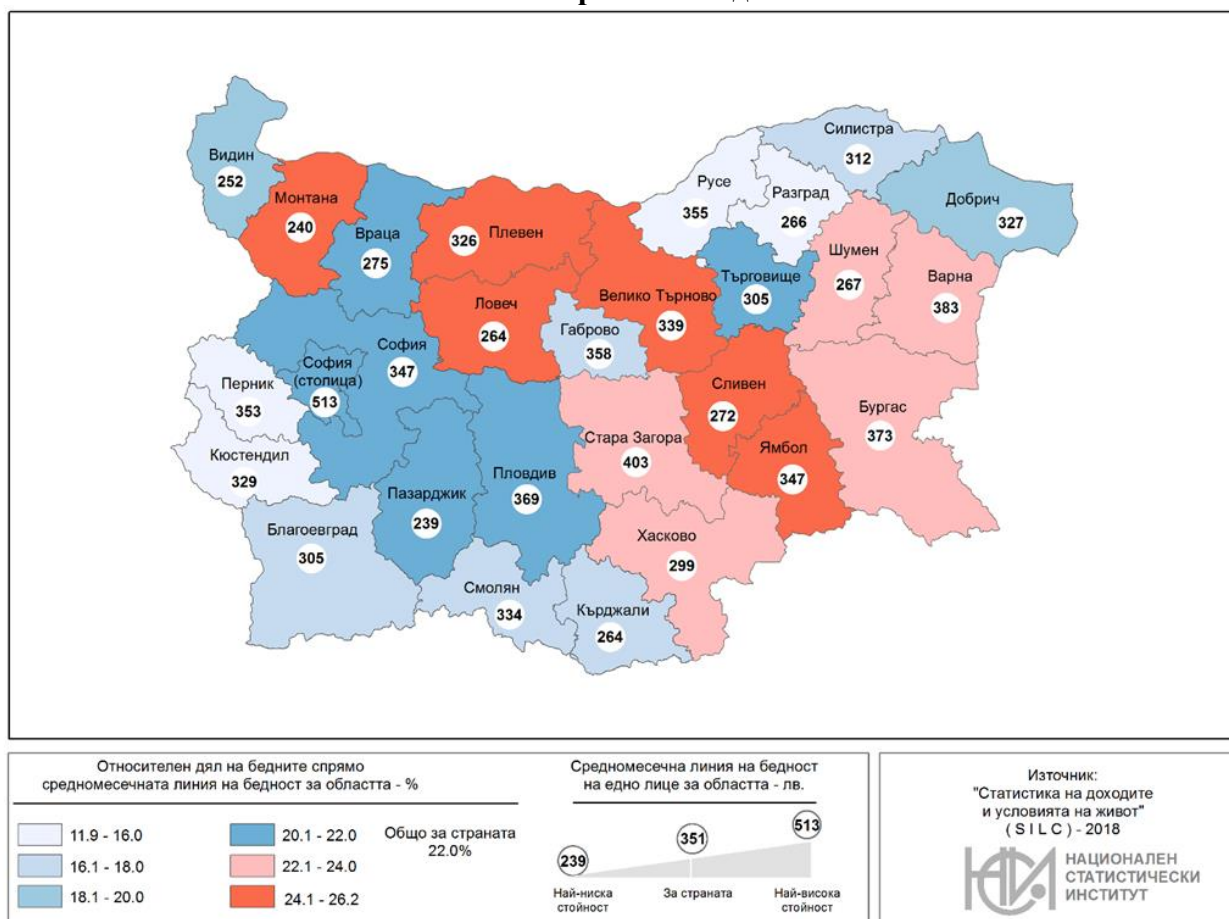 Видин
252
Монтана
240
Враца
275
Плевен
326
Ловеч
264
Велико Търново
339
Габрово
358
Русе
355
Разград
266
Силистра
312
Добрич
327
Търговище
305
Шумен
267
Варна
383
София
347
София
(столица)
513
Перник
353
Кюстендил
329
Благоевград
305
Пазарджик
239
Пловдив
369
Смолян
334
Кърджали
264
Стара Загора
403
Хасково
299
Сливен
272
Ямбол
347
Бургас
373
Относителен дял на бедните спрямо
средномесечната линия на бедност за областта - %
11.9 - 16.0
16.1 - 18.0
18.1 - 20.0
20.1 - 22.0
22.1 - 24.0
24.1 - 26.2
Общо за страната
22.0%
Средномесечна линия на бедност
на едно лице за областта - лв.
239
351
513
Най-ниска
стойност
За страната
Най-висока
стойност
Източник:
"Статистика на доходите
и условията на живот"
( S I L C ) - 2018
НСИ
НАЦИОНАЛЕН
СТАТИСТИЧЕСКИ
ИНСТИТУТ